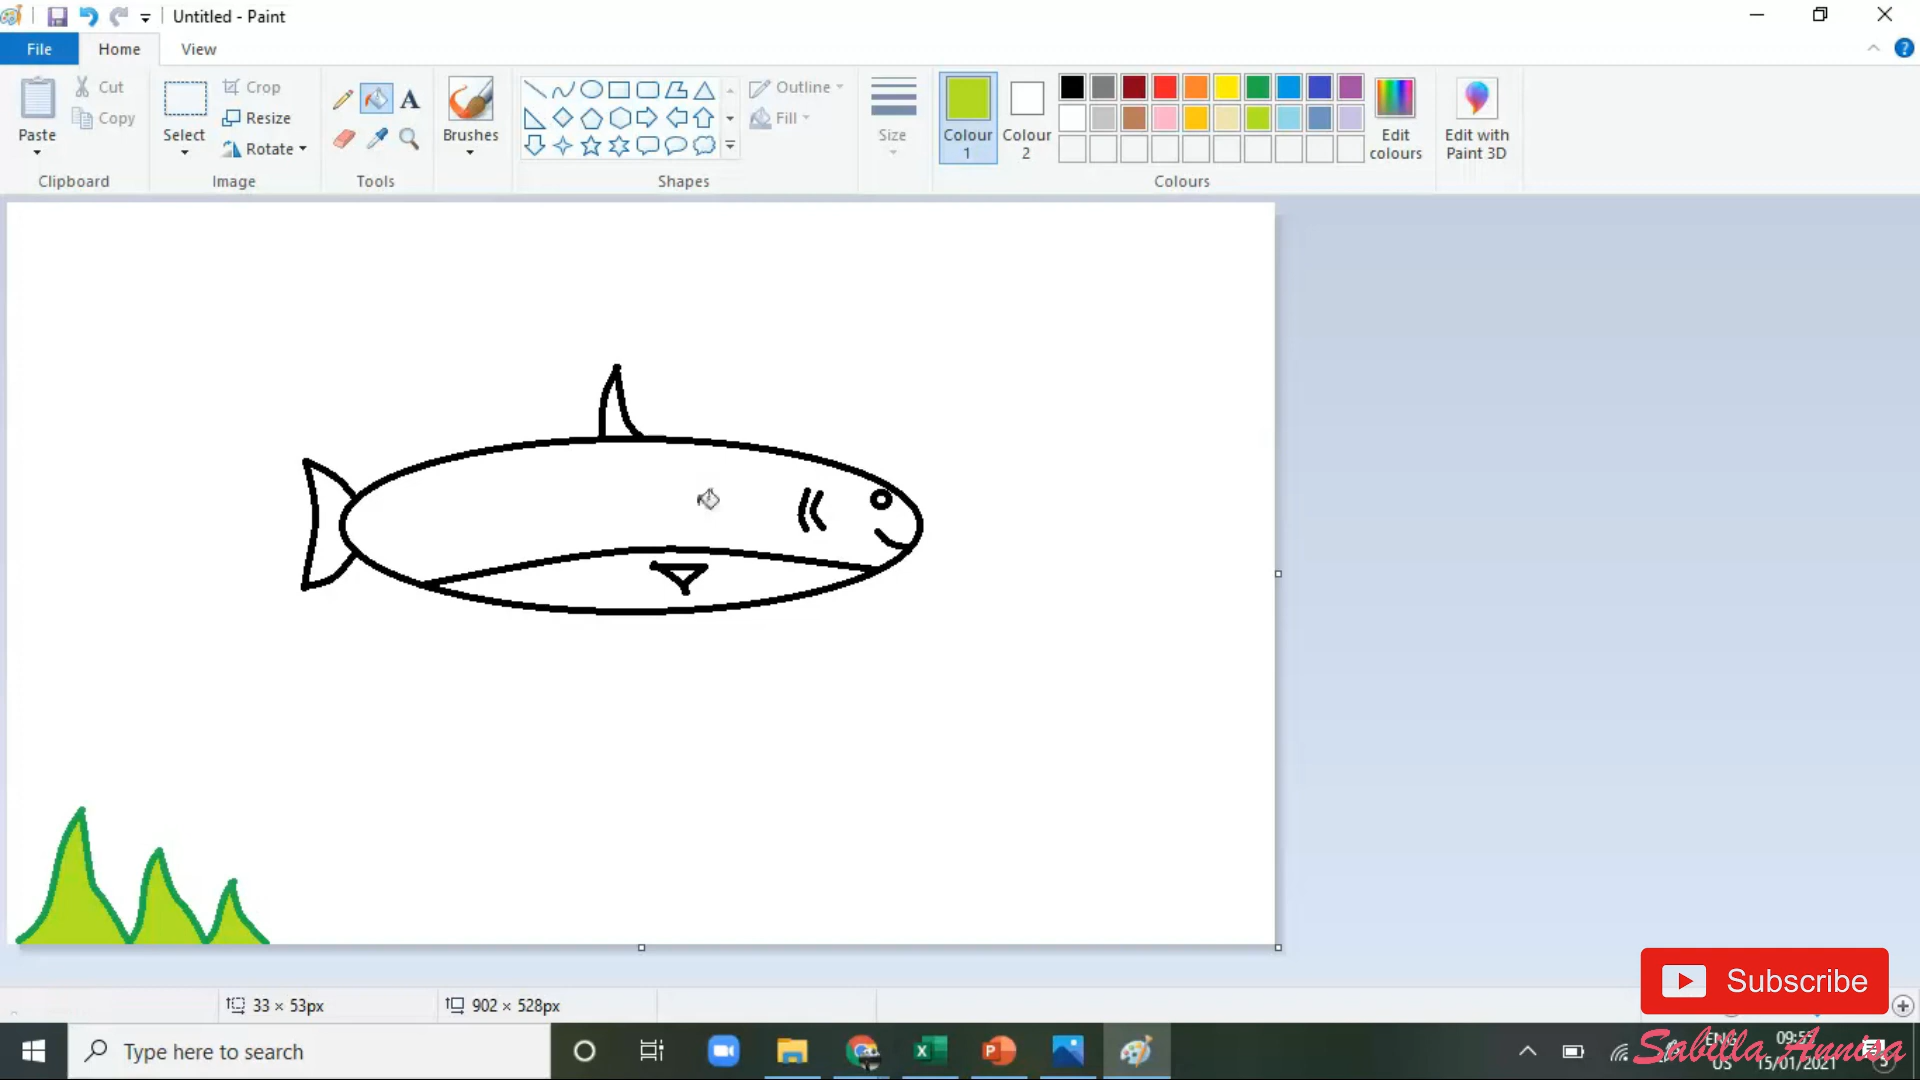 Untitled - Paint
File Home View
Paste Cut Copy Select Crop Resize Rotate A Brushes Outline Fill Size Colour 1 Colour 2 Edit colours Edit with Paint 3D
Clipboard Image Tools Shapes Colours
Subscribe
33 × 53px 902 × 528px
Type here to search
Sabilla Annisa
ENG 09:55
US 15/01/2021 5